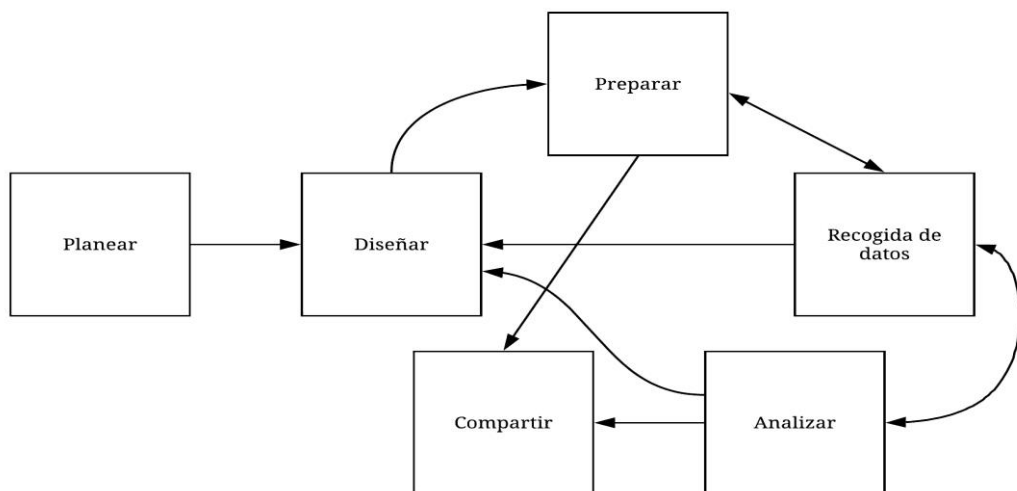 Preparar
Planear
Diseñar
Recogida de
datos
Compartir
Analizar